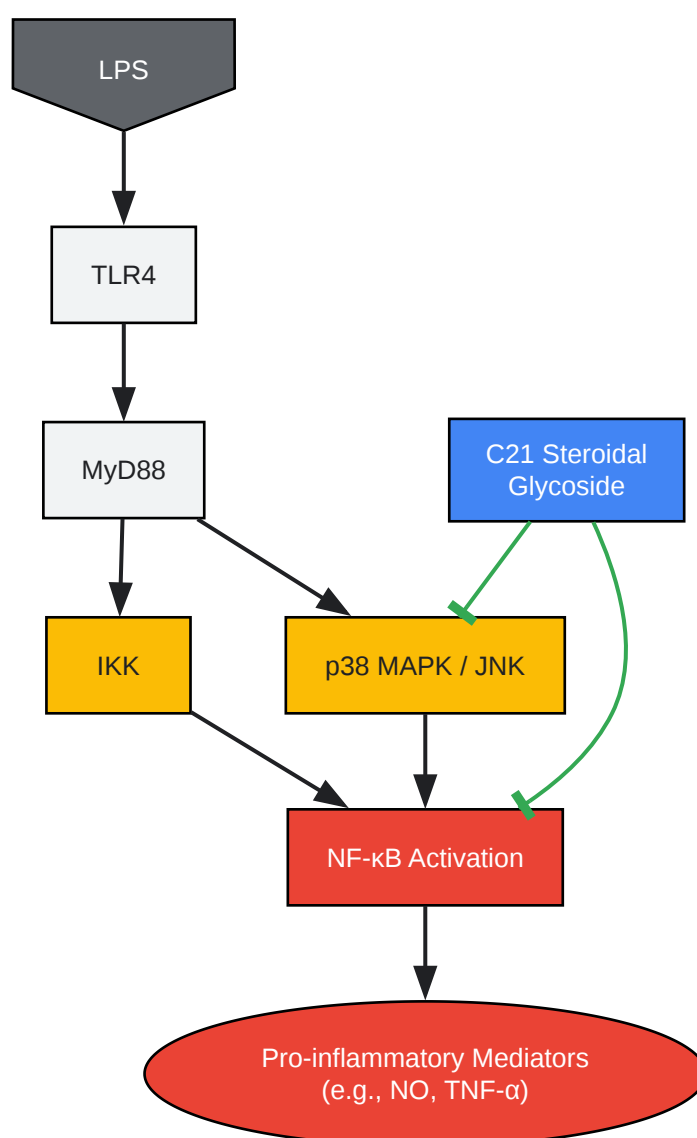 LPS
TLR4
MyD88
C21 Steroidal
Glycoside
IKK
p38 MAPK / JNK
NF-κB Activation
Pro-inflammatory Mediators
(e.g., NO, TNF-α)